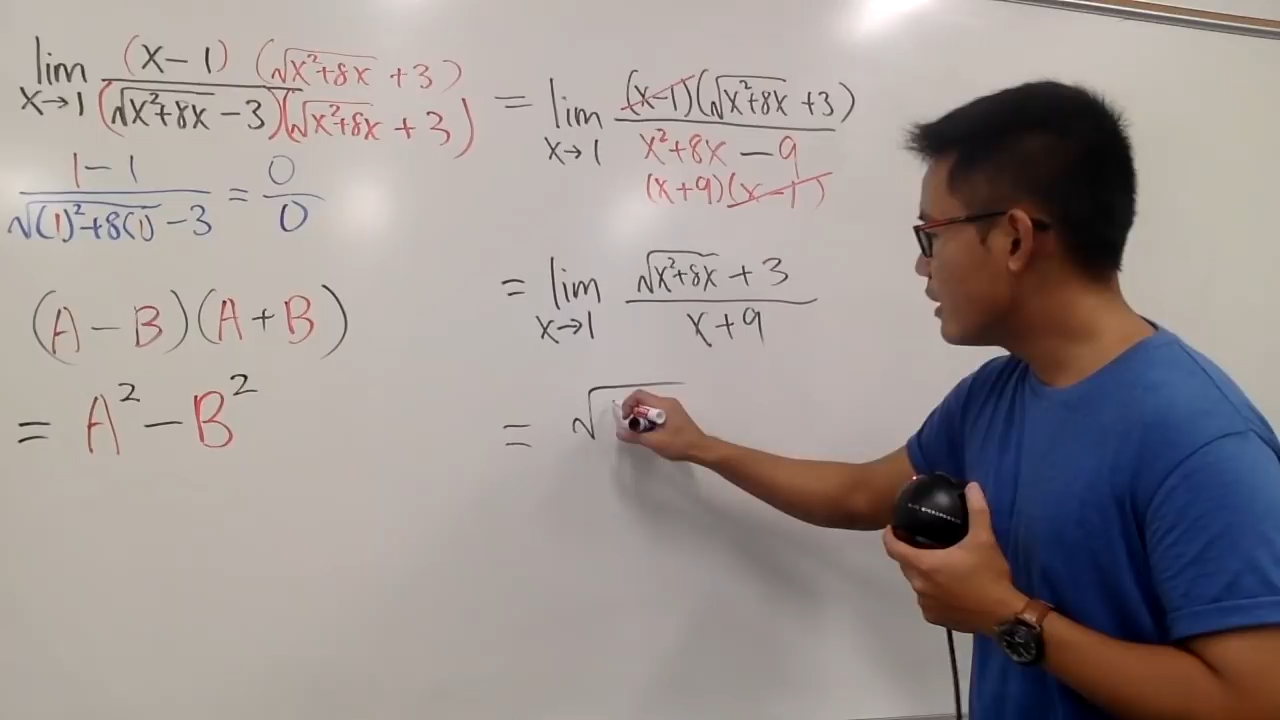 lim x→1 (x-1) (√x²+8x +3) / (√x²+8x -3)(√x²+8x +3)
1-1 / √(1)²+8(1) -3 = 0/0
(A-B)(A+B)
= A² - B²
= lim x→1 (x-1)(√x²+8x +3) / x²+8x-9
(x+9)(x-1)
= lim x→1 √x²+8x +3 / x+9
= √